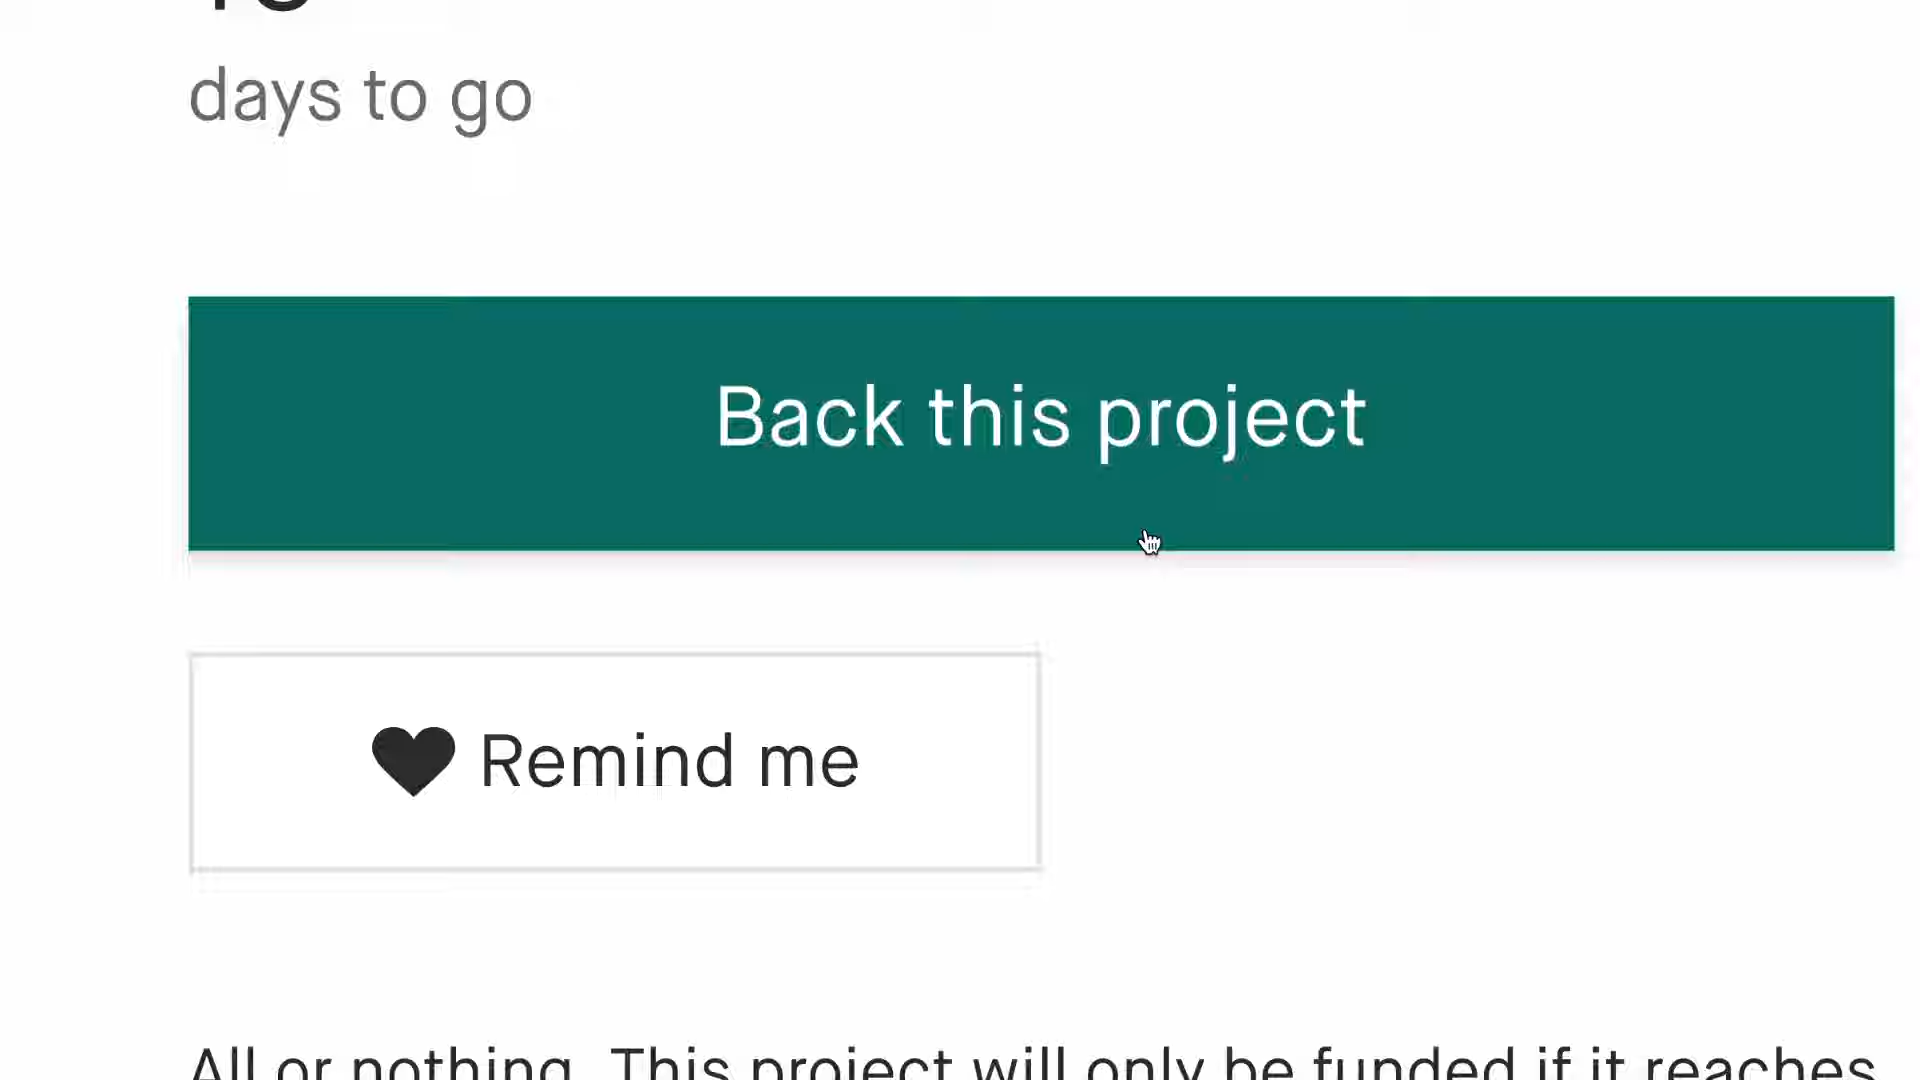 days to go
Back this project
Remind me
All or nothing. This project will only be funded if it reaches